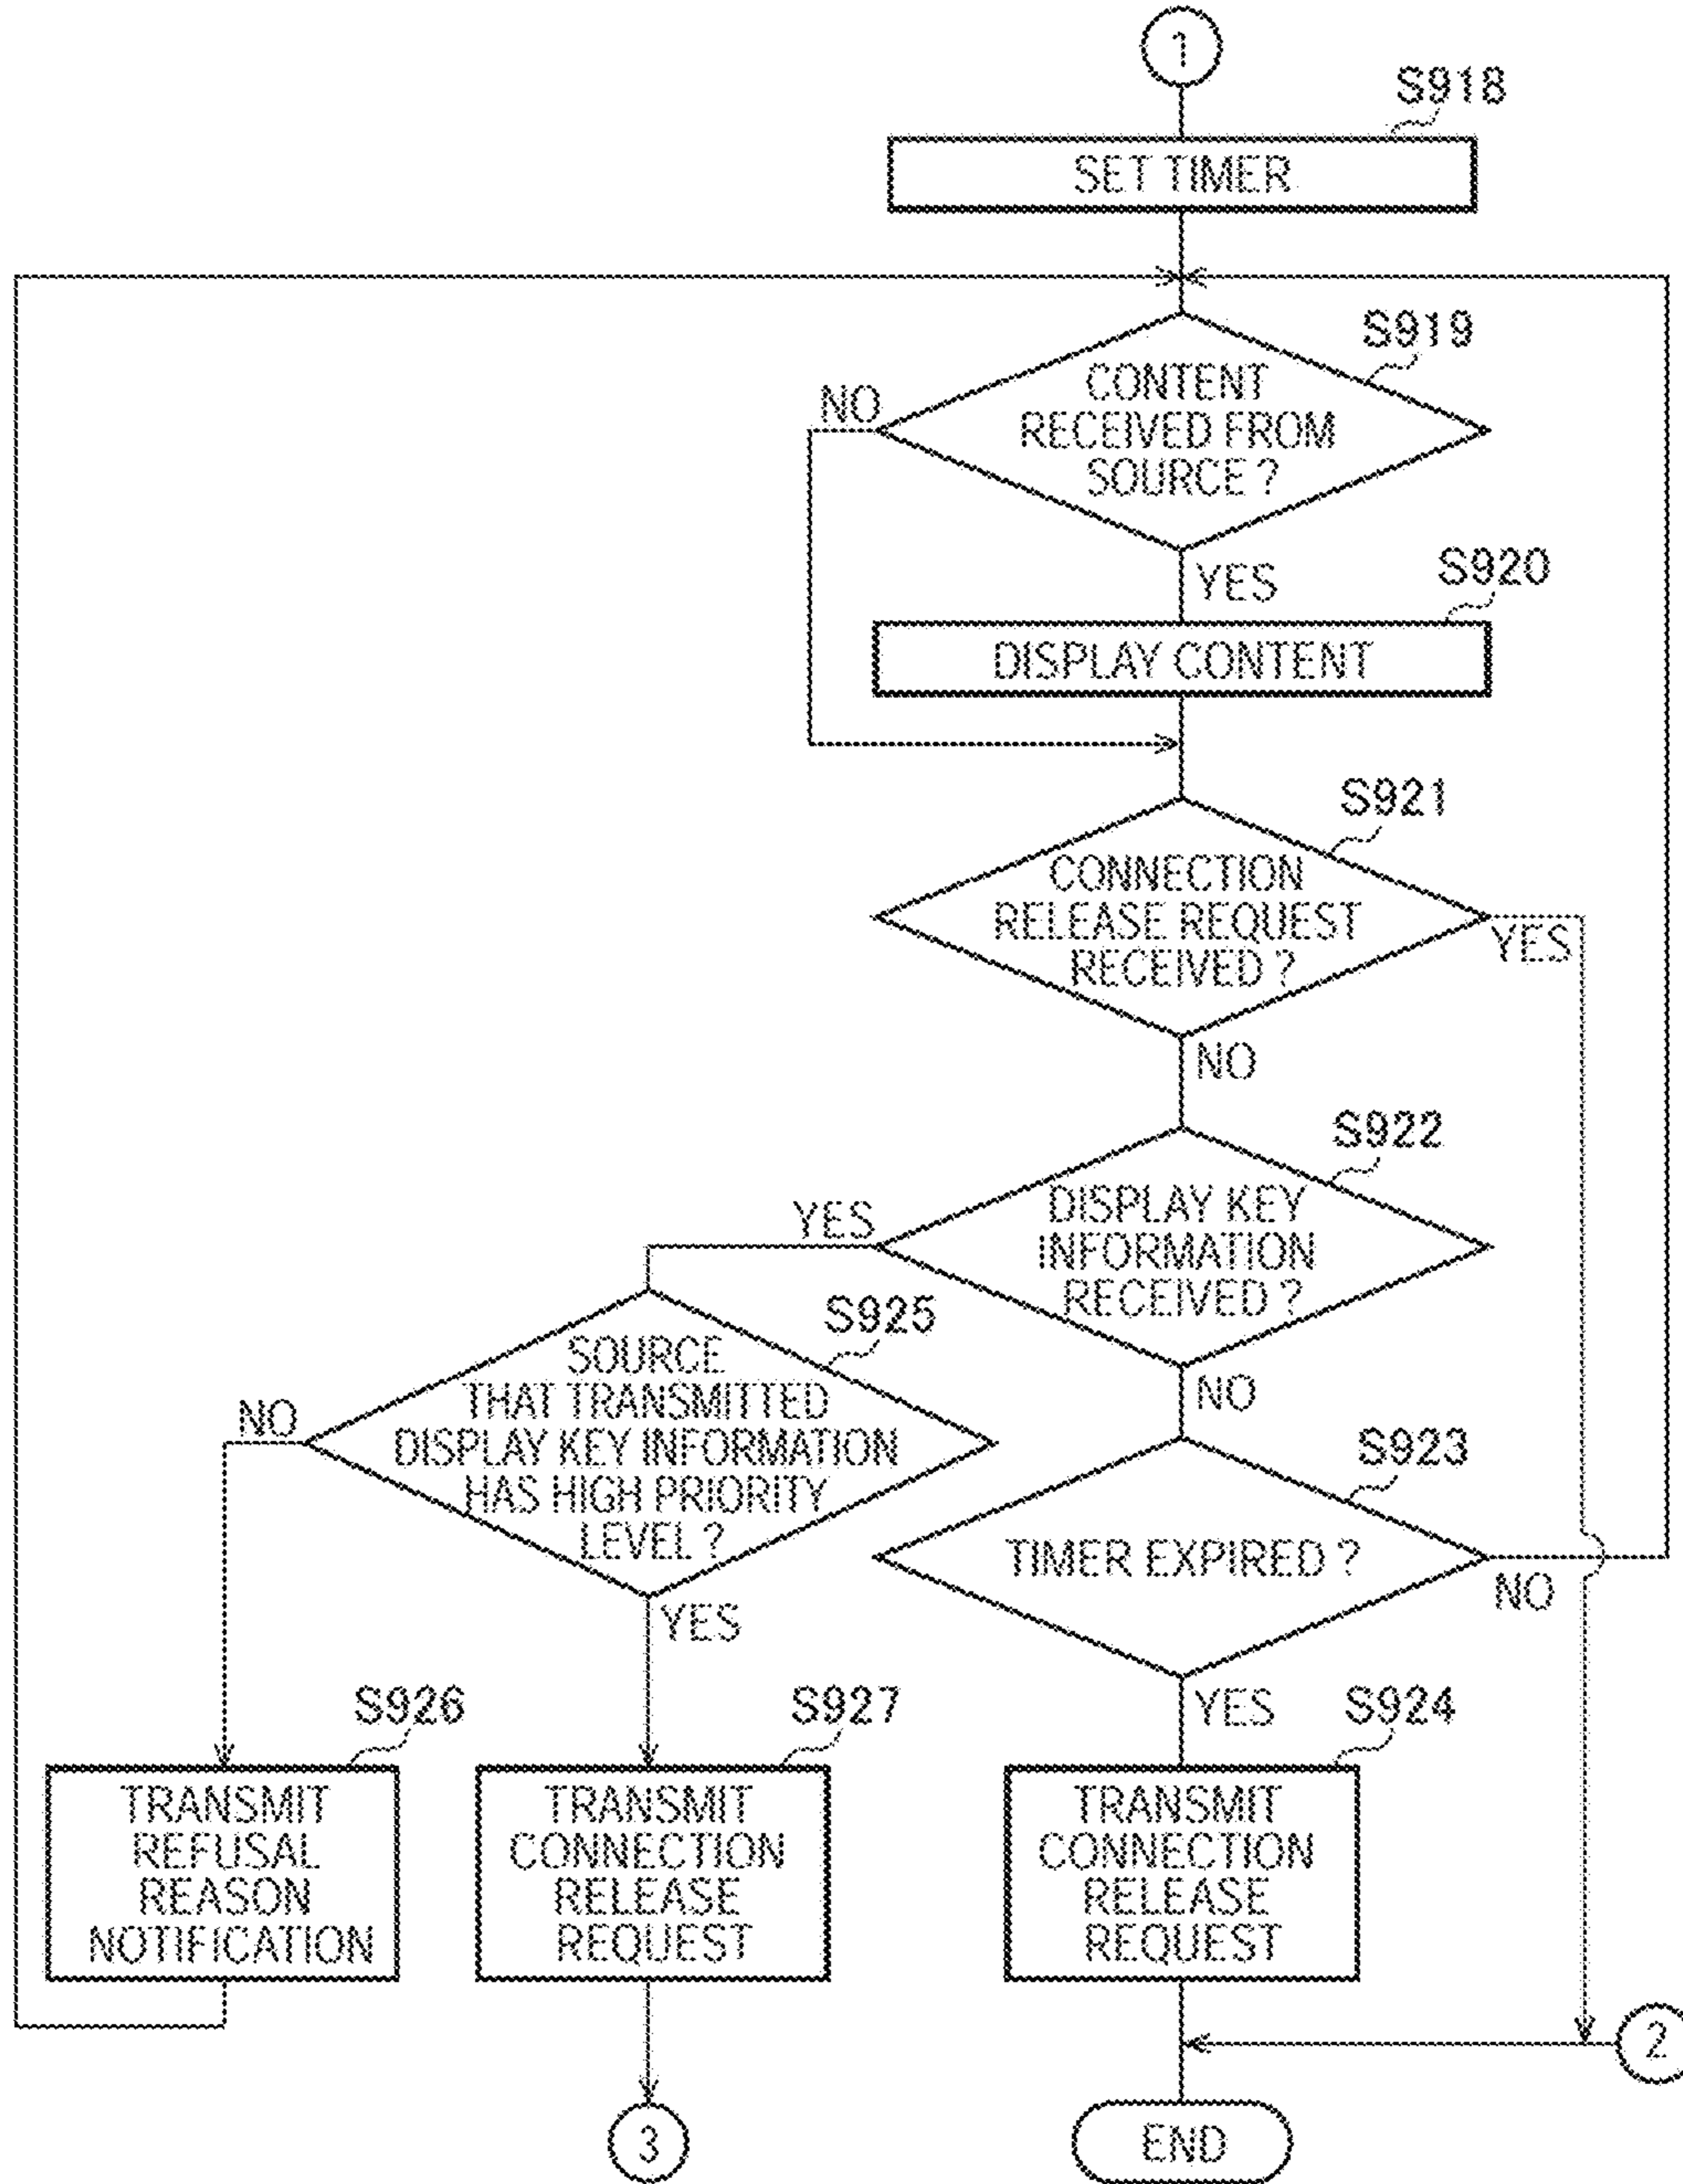 1
S918
SET TIMER
S919
NO
CONTENT
RECEIVED FROM
SOURCE ?
YES
S920
DISPLAY CONTENT
S921
CONNECTION
RELEASE REQUEST
RECEIVED ?
YES
NO
S922
YES
DISPLAY KEY
INFORMATION
RECEIVED ?
NO
S925
SOURCE
THAT TRANSMITTED
DISPLAY KEY INFORMATION
HAS HIGH PRIORITY
LEVEL ?
NO
YES
S923
TIMER EXPIRED ?
NO
YES
S926
TRANSMIT
REFUSAL
REASON
NOTIFICATION
S927
TRANSMIT
CONNECTION
RELEASE
REQUEST
S924
TRANSMIT
CONNECTION
RELEASE
REQUEST
2
3
END